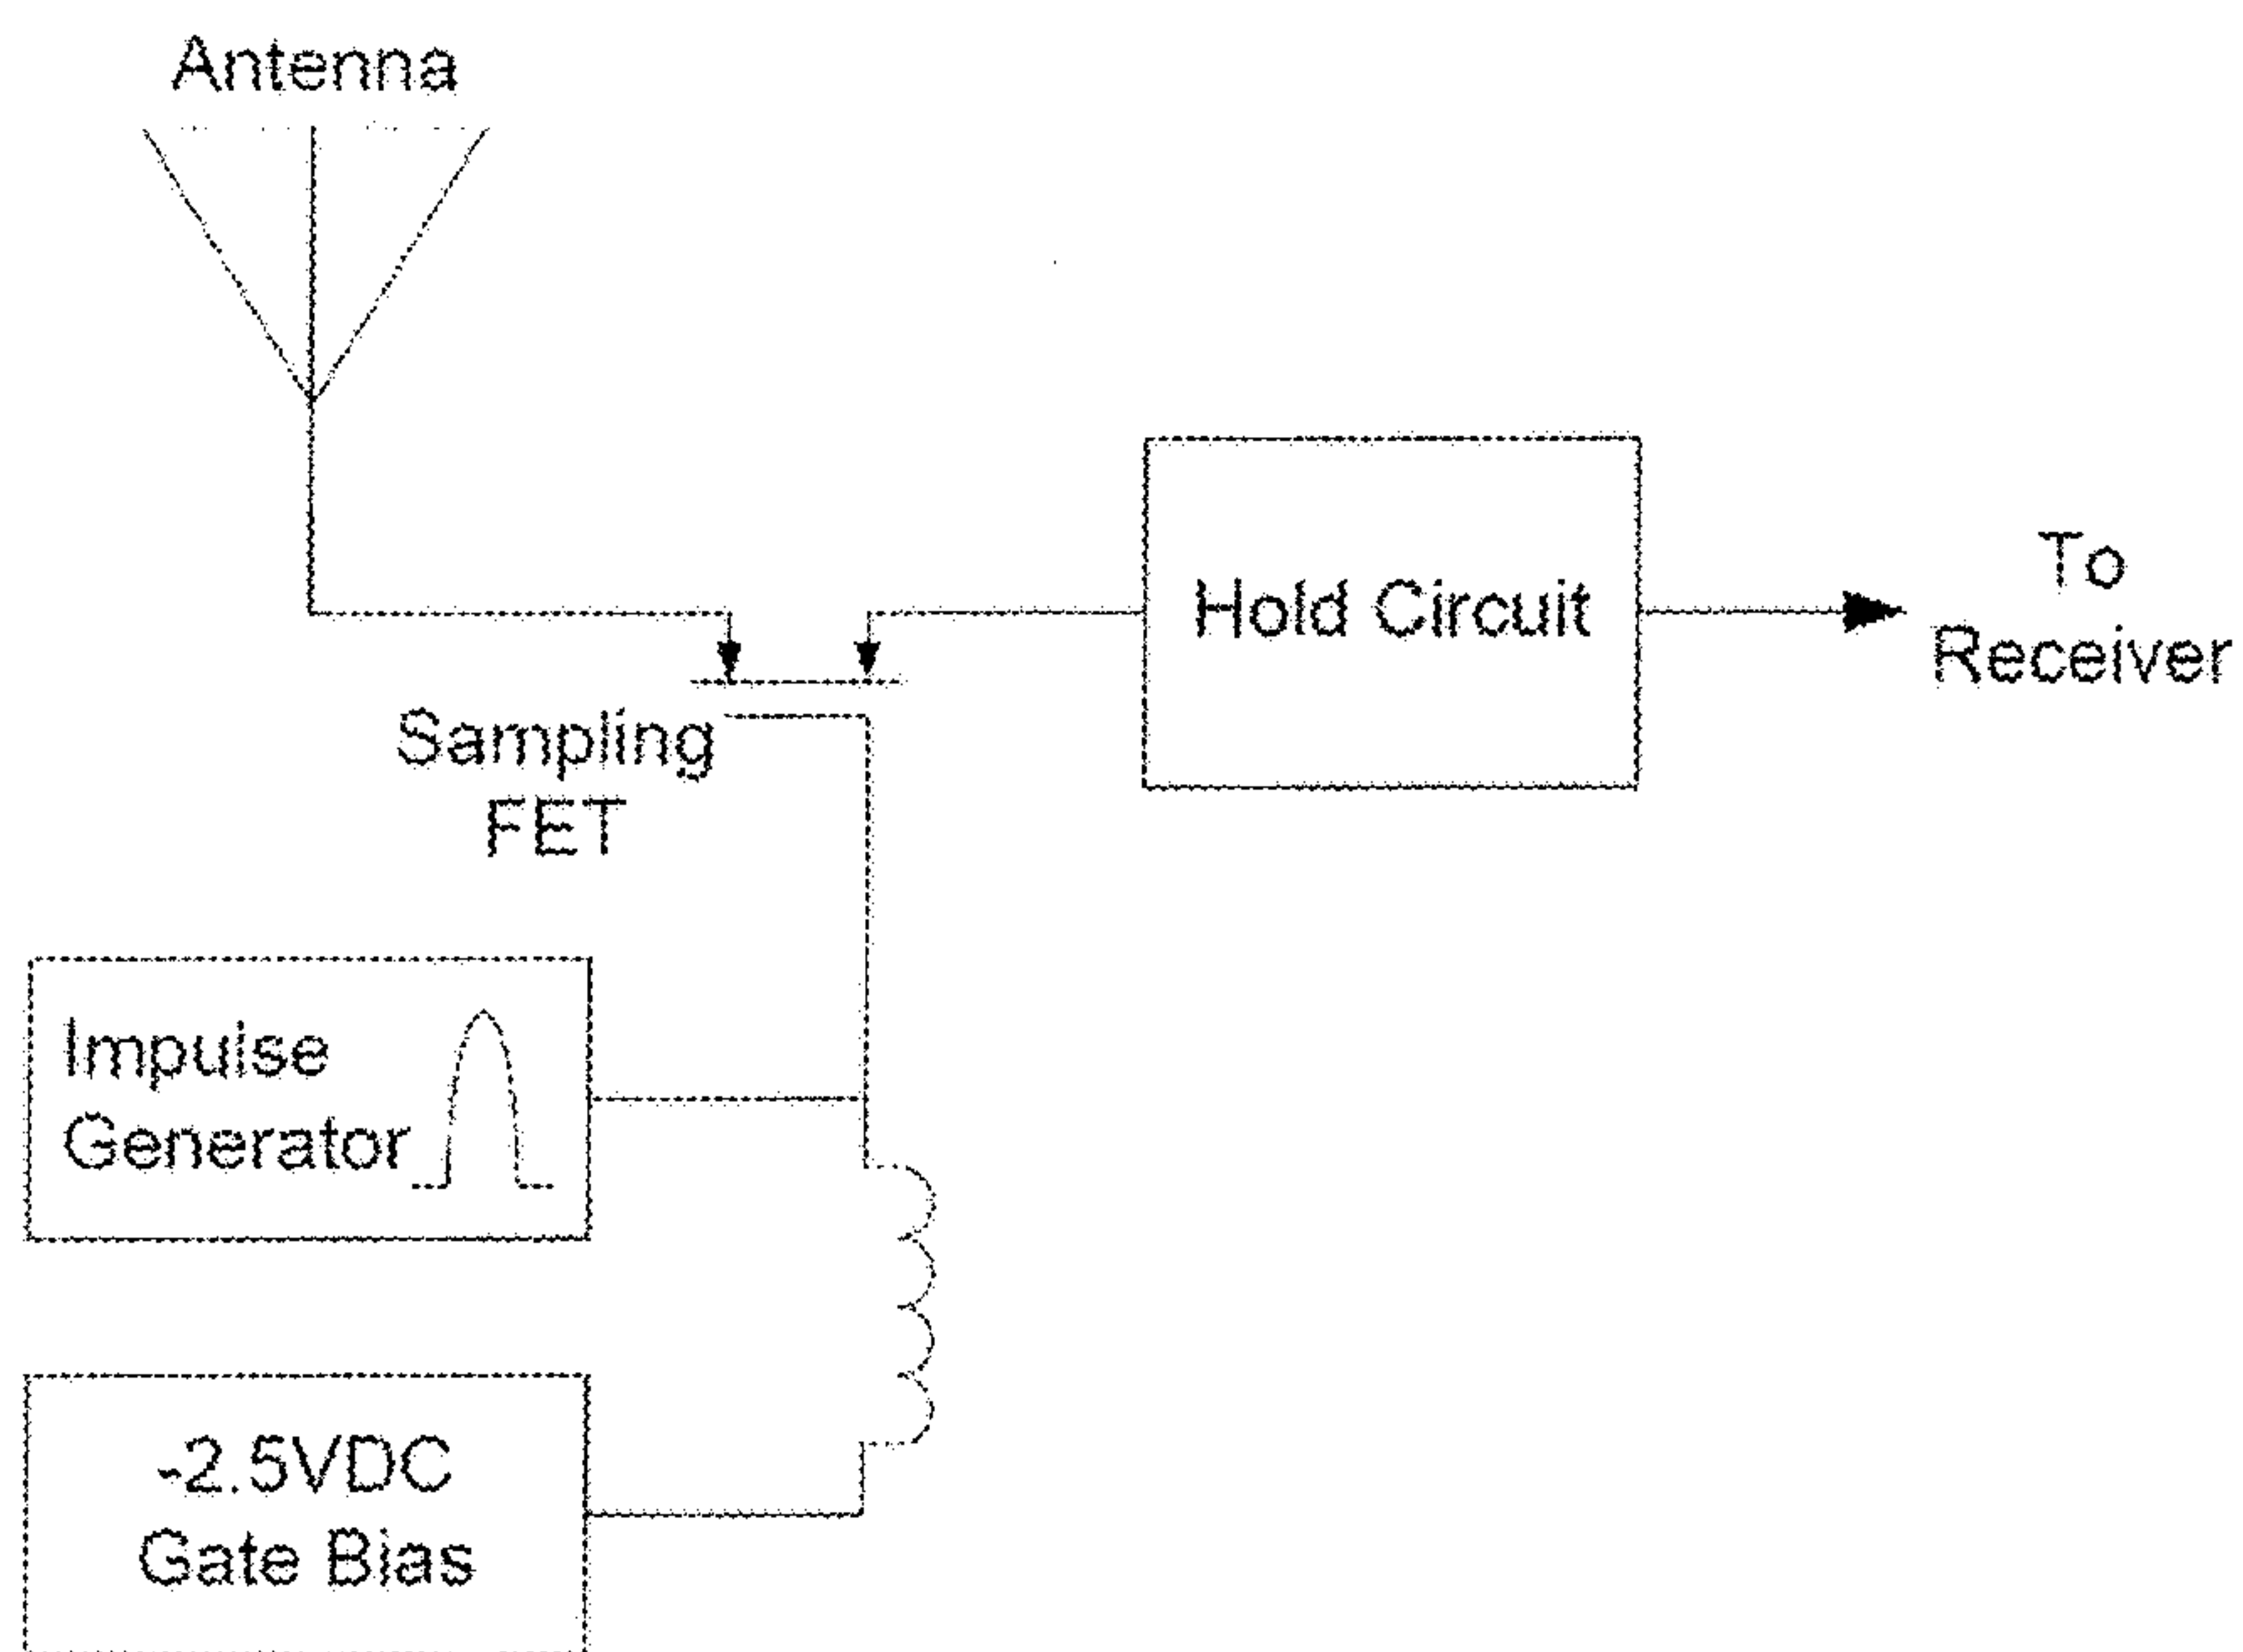 Antenna
Hold Circuit
To
Receiver
Sampling
FET
Impulse
Generator
-2.5VDC
Gate Bias